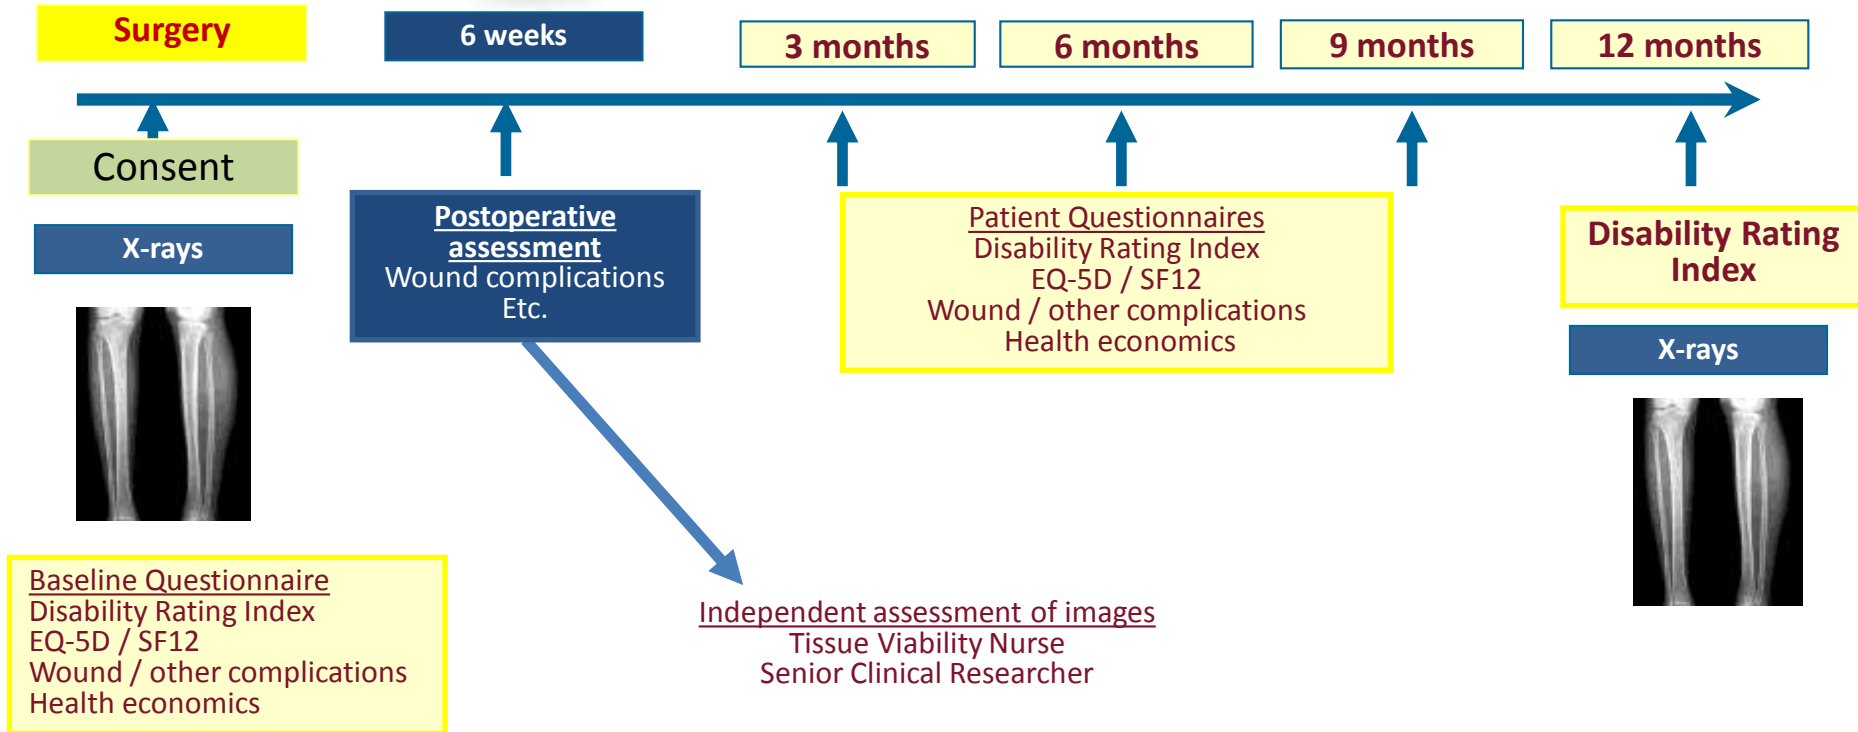 Surgery
6 weeks
3 months
6 months
9 months
12 months
Consent
X-rays
Postoperative
assessment
Wound complications
Etc.
Patient Questionnaires
Disability Rating Index
EQ-5D / SF12
Wound / other complications
Health economics
Disability Rating
Index
X-rays
Baseline Questionnaire
Disability Rating Index
EQ-5D / SF12
Wound / other complications
Health economics
Independent assessment of images
Tissue Viability Nurse
Senior Clinical Researcher